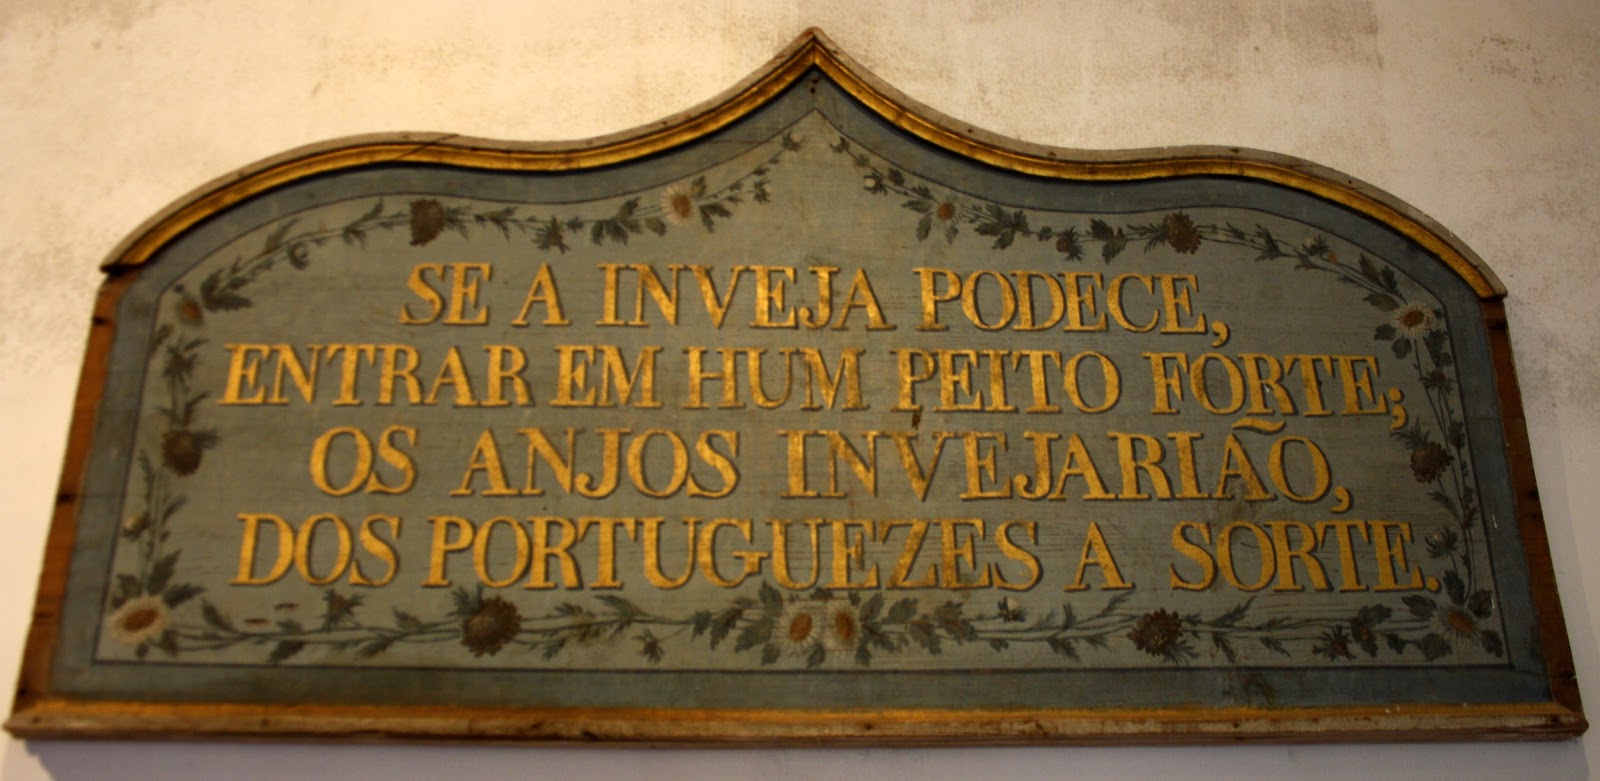 SE A INVEJA PODECE,
ENTRAR EM HUM PEITO FORTE;
OS ANJOS INVEJARIÃO,
DOS PORTUGUEZES A SORTE.